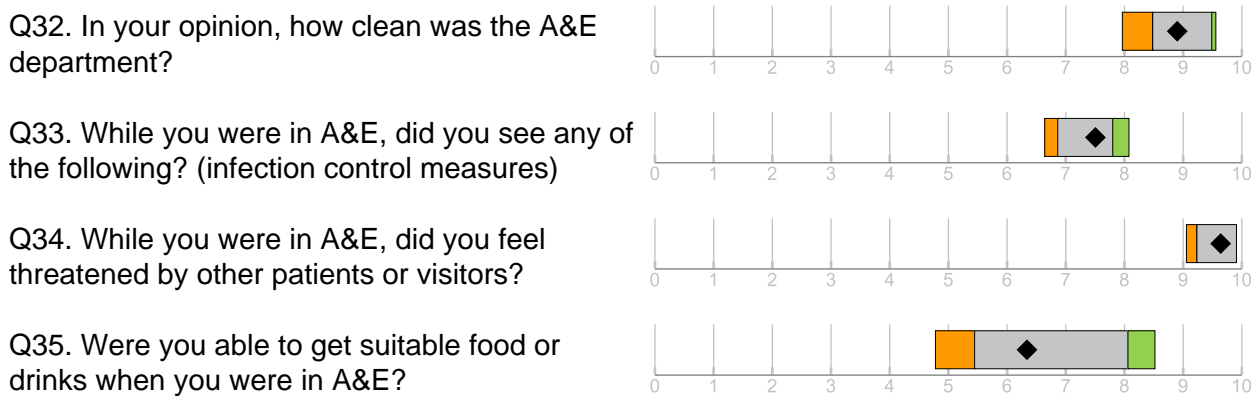 Q32. In your opinion, how clean was the A&E
department?
0 1 2 3 4 5 6 7 8 9 10
Q33. While you were in A&E, did you see any of
the following? (infection control measures)
0 1 2 3 4 5 6 7 8 9 10
Q34. While you were in A&E, did you feel
threatened by other patients or visitors?
0 1 2 3 4 5 6 7 8 9 10
Q35. Were you able to get suitable food or
drinks when you were in A&E?
0 1 2 3 4 5 6 7 8 9 10